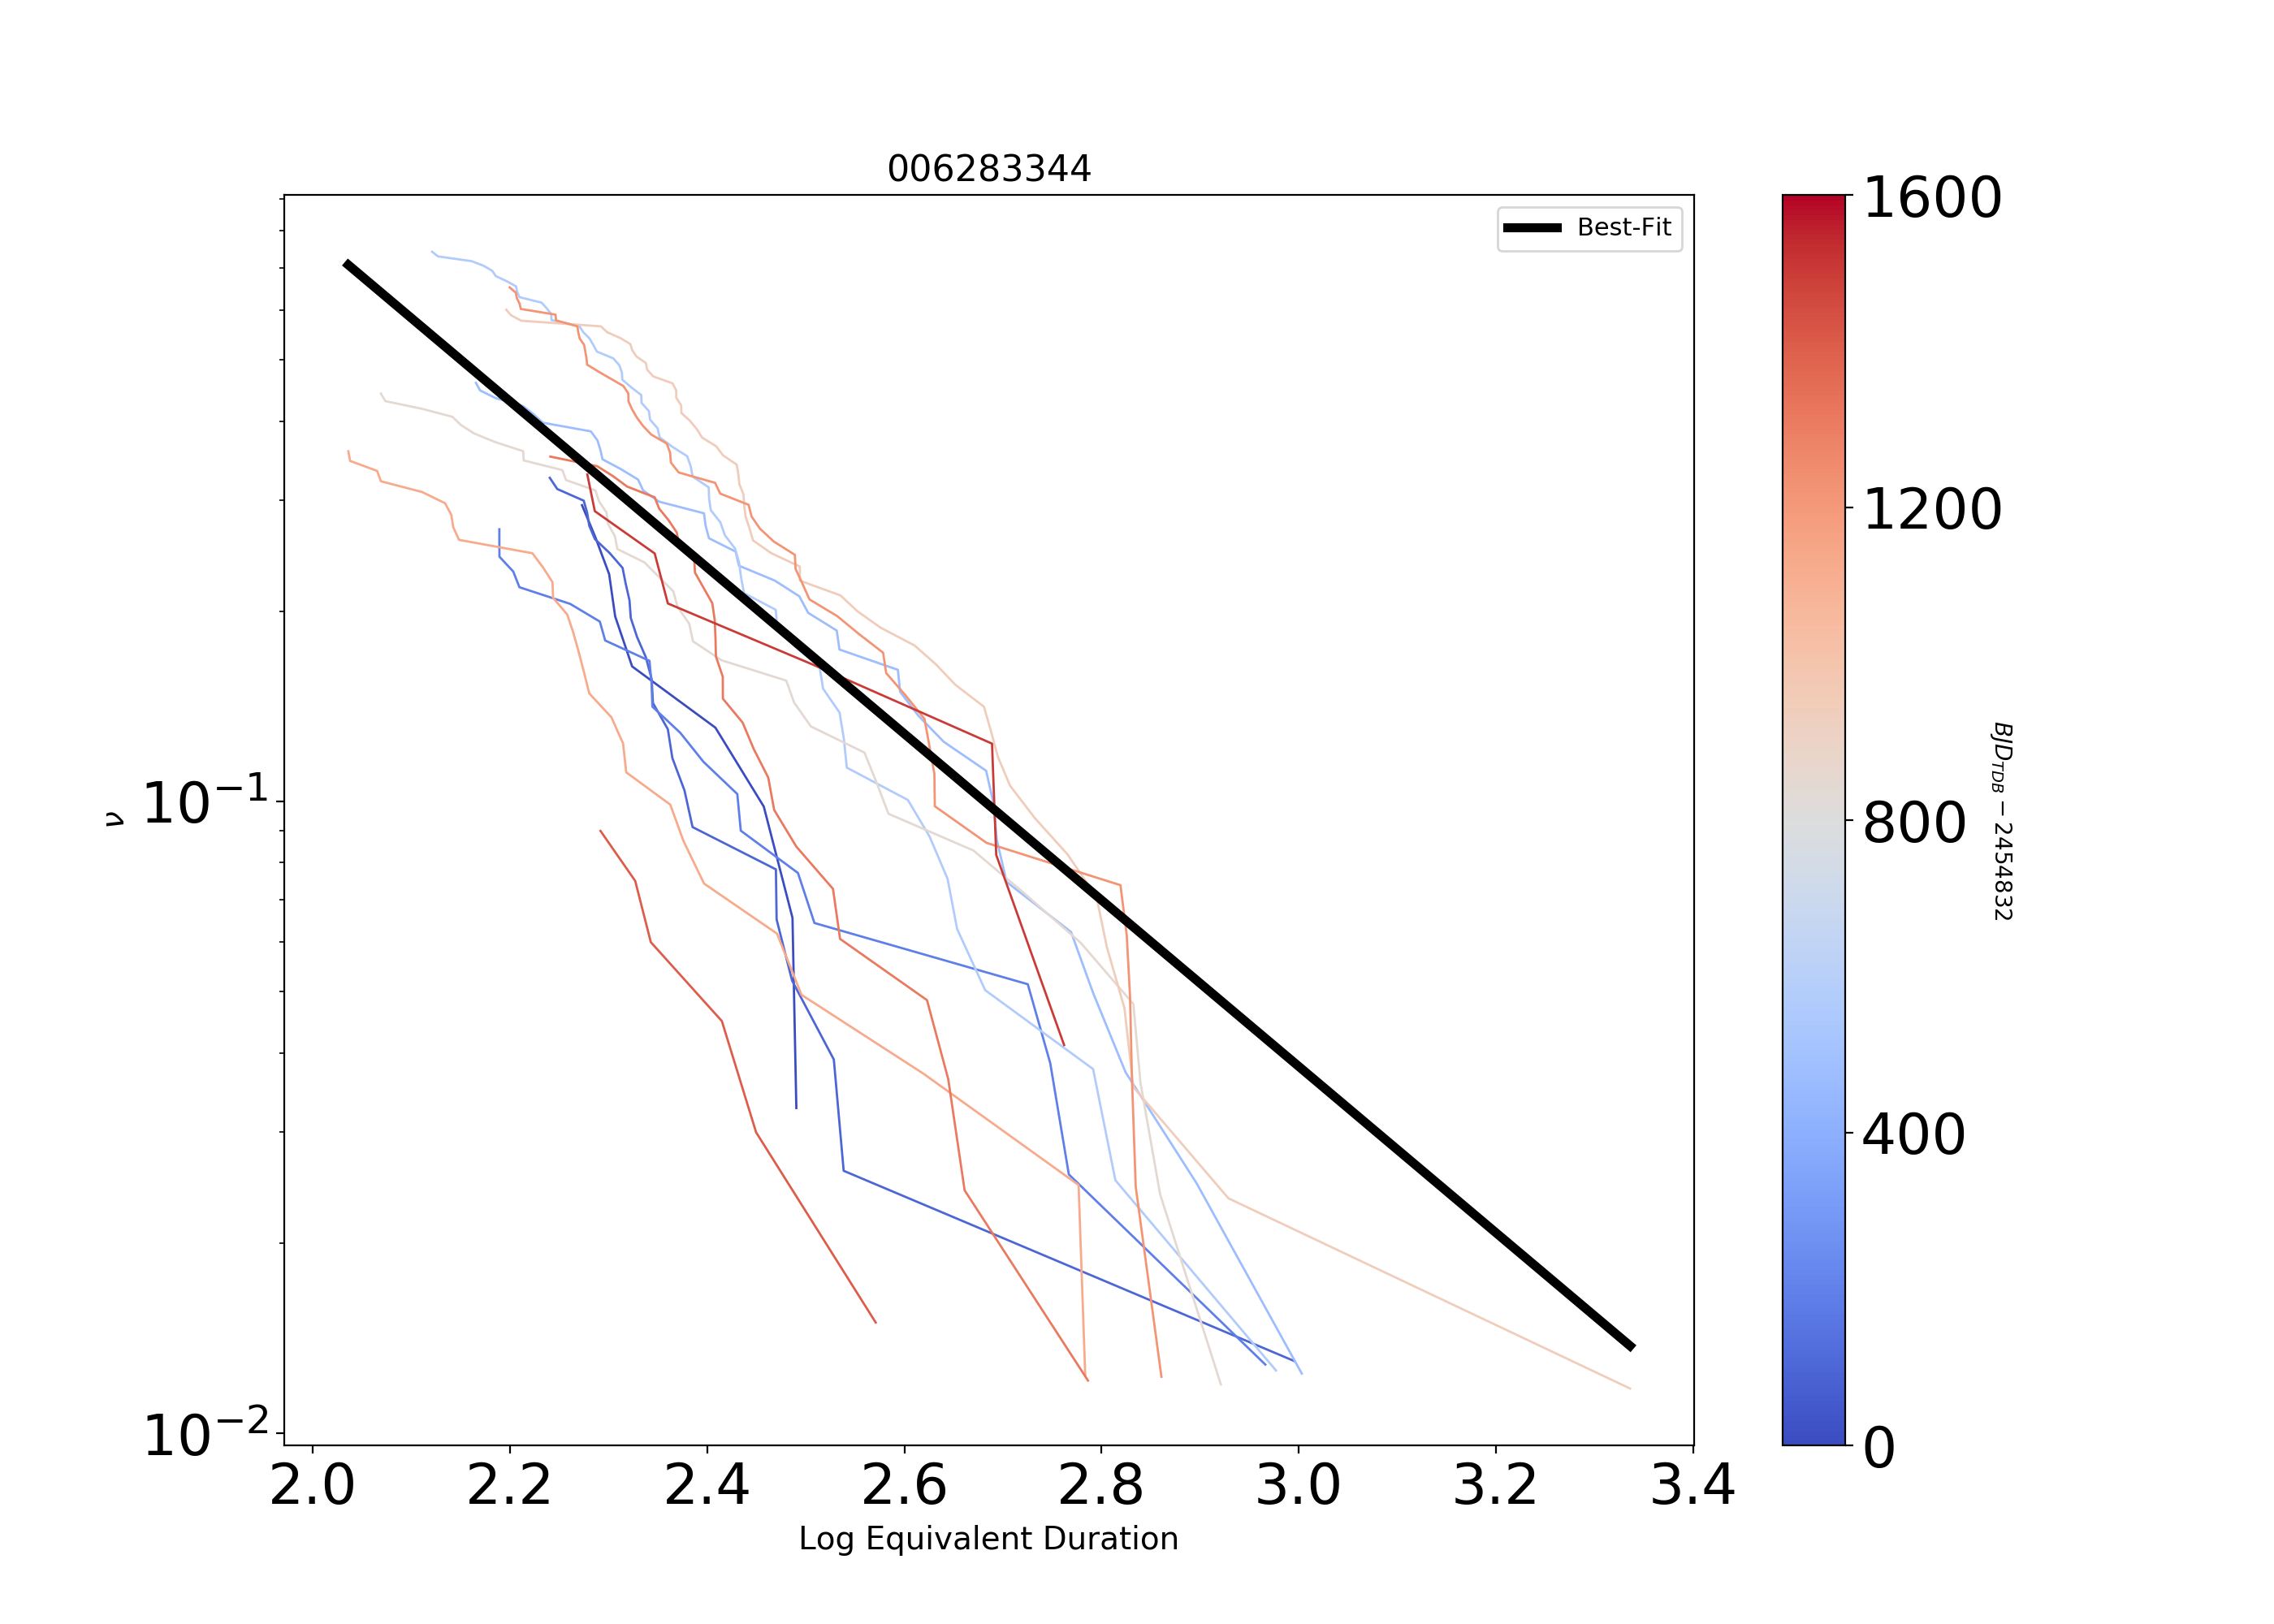 006283344
Best-Fit
ν
10⁻¹
10⁻²
2.0 2.2 2.4 2.6 2.8 3.0 3.2 3.4
Log Equivalent Duration
1600
1200
800
400
0
BJD_TDB − 2454832